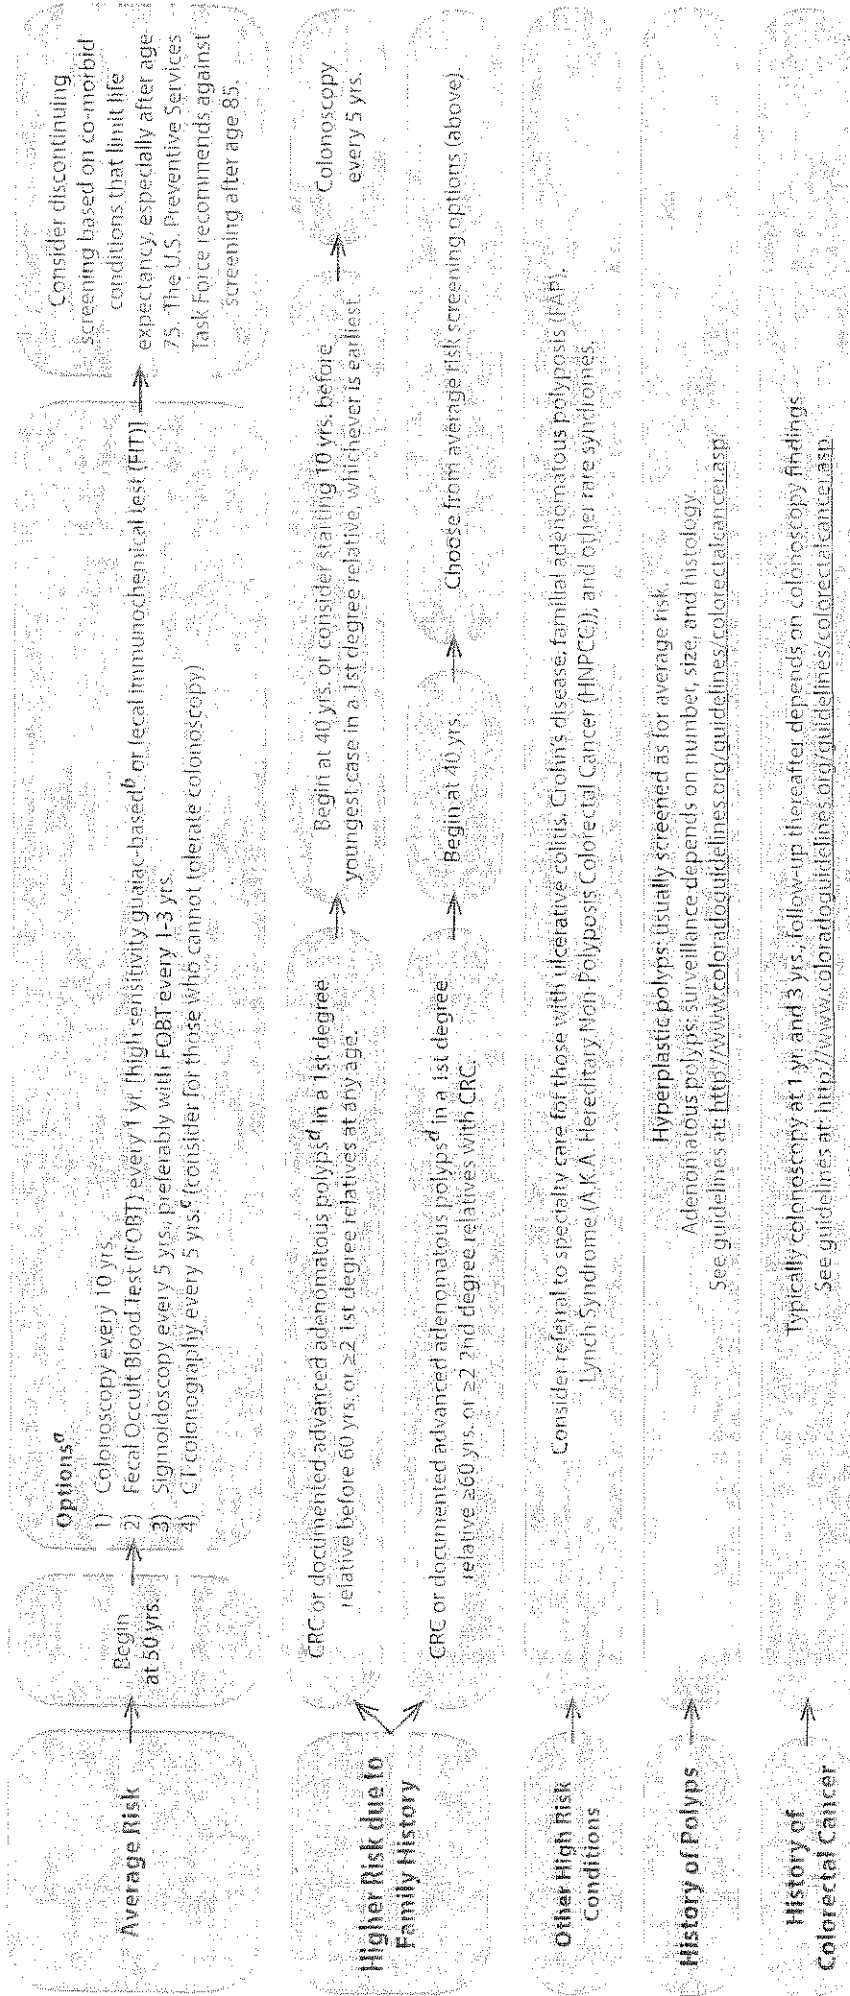 Average Risk
Begin
at 50 yrs.
Options^a
1) Colonoscopy every 10 yrs.
2) Fecal Occult Blood Test (FOBT) every 1 yr. [high sensitivity guaiac-based^b or fecal immunochemical test (FIT)]
3) Sigmoidoscopy every 5 yrs., preferably with FOBT every 1-3 yrs.
4) CT colonography every 5 yrs.^c (consider for those who cannot tolerate colonoscopy)
Consider discontinuing
screening based on co-morbid
conditions that limit life
expectancy, especially after age
75. The U.S. Preventive Services
Task Force recommends against
screening after age 85.
Higher Risk due to
Family History
CRC or documented advanced adenomatous polyps^d in a 1st degree
relative before 60 yrs. or ≥2 1st degree relatives at any age.
Begin at 40 yrs. or consider starting 10 yrs. before
youngest case in a 1st degree relative, whichever is earliest.
Colonoscopy
every 5 yrs.
CRC or documented advanced adenomatous polyps^d in a 1st degree
relative ≥60 yrs. or ≥2 2nd degree relatives with CRC.
Begin at 40 yrs.
Choose from average risk screening options (above).
Other High Risk
Conditions
Consider referral to specialty care for those with ulcerative colitis, Crohn's disease, familial adenomatous polyposis (FAP),
Lynch Syndrome (A.K.A. Hereditary Non-Polyposis Colorectal Cancer (HNPCC)), and other rare syndromes.
History of Polyps
Hyperplastic polyps: usually screened as for average risk.
Adenomatous polyps: surveillance depends on number, size, and histology.
See guidelines at: http://www.coloradoguidelines.org/guidelines/colorectalcancer.asp
History of
Colorectal Cancer
Typically colonoscopy at 1 yr. and 3 yrs., follow-up thereafter depends on colonoscopy findings.
See guidelines at: http://www.coloradoguidelines.org/guidelines/colorectalcancer.asp